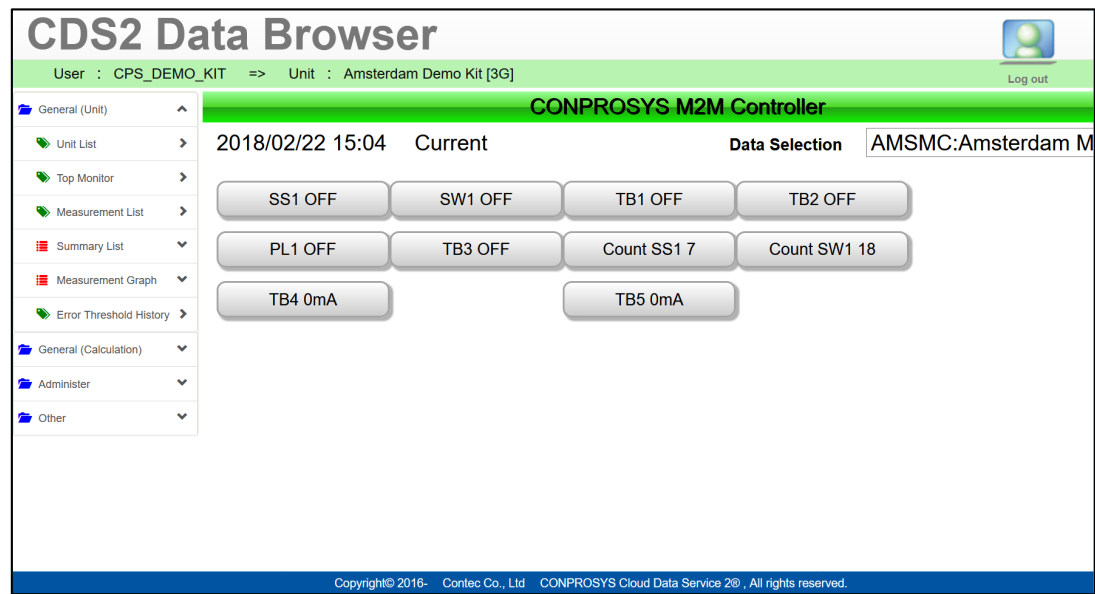 CDS2 Data Browser
User : CPS_DEMO_KIT => Unit : Amsterdam Demo Kit [3G]
Log out
General (Unit)
Unit List
Top Monitor
Measurement List
Summary List
Measurement Graph
Error Threshold History
General (Calculation)
Administer
Other
CONPROSYS M2M Controller
2018/02/22 15:04 Current Data Selection AMSMC:Amsterdam M
SS1 OFF SW1 OFF TB1 OFF TB2 OFF
PL1 OFF TB3 OFF Count SS1 7 Count SW1 18
TB4 0mA TB5 0mA
Copyright© 2016- Contec Co., Ltd CONPROSYS Cloud Data Service 2® , All rights reserved.